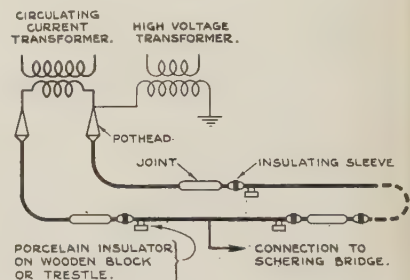 CIRCULATING
CURRENT
TRANSFORMER.
HIGH VOLTAGE
TRANSFORMER.
POTHEAD
JOINT
INSULATING SLEEVE
PORCELAIN INSULATOR
ON WOODEN BLOCK
OR TRESTLE.
CONNECTION TO
SCHERING BRIDGE.